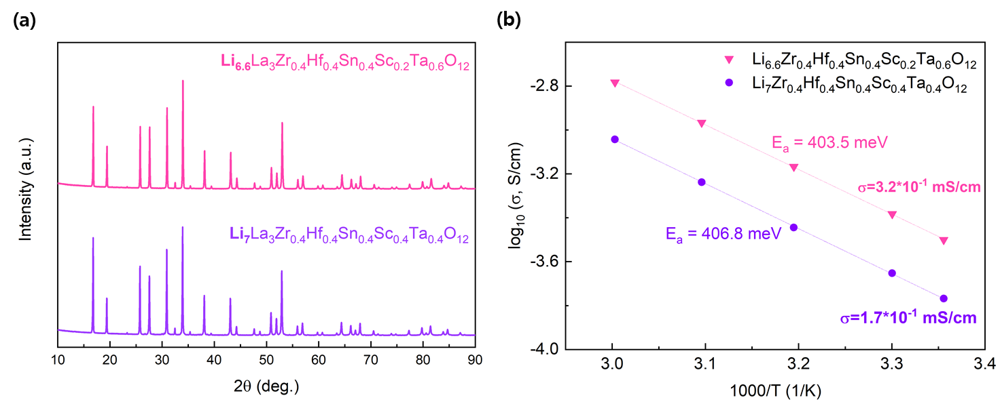 (a)
Li6.6La3Zr0.4Hf0.4Sn0.4Sc0.2Ta0.6O12
Li7La3Zr0.4Hf0.4Sn0.4Sc0.4Ta0.4O12
Intensity (a.u.)
10 20 30 40 50 60 70 80 90
2θ (deg.)
(b)
Li6.6Zr0.4Hf0.4Sn0.4Sc0.2Ta0.6O12
Li7Zr0.4Hf0.4Sn0.4Sc0.4Ta0.4O12
Ea = 403.5 meV
σ=3.2*10-1 mS/cm
Ea = 406.8 meV
σ=1.7*10-1 mS/cm
log10 (σ, S/cm)
-2.8
-3.2
-3.6
-4.0
3.0 3.1 3.2 3.3 3.4
1000/T (1/K)